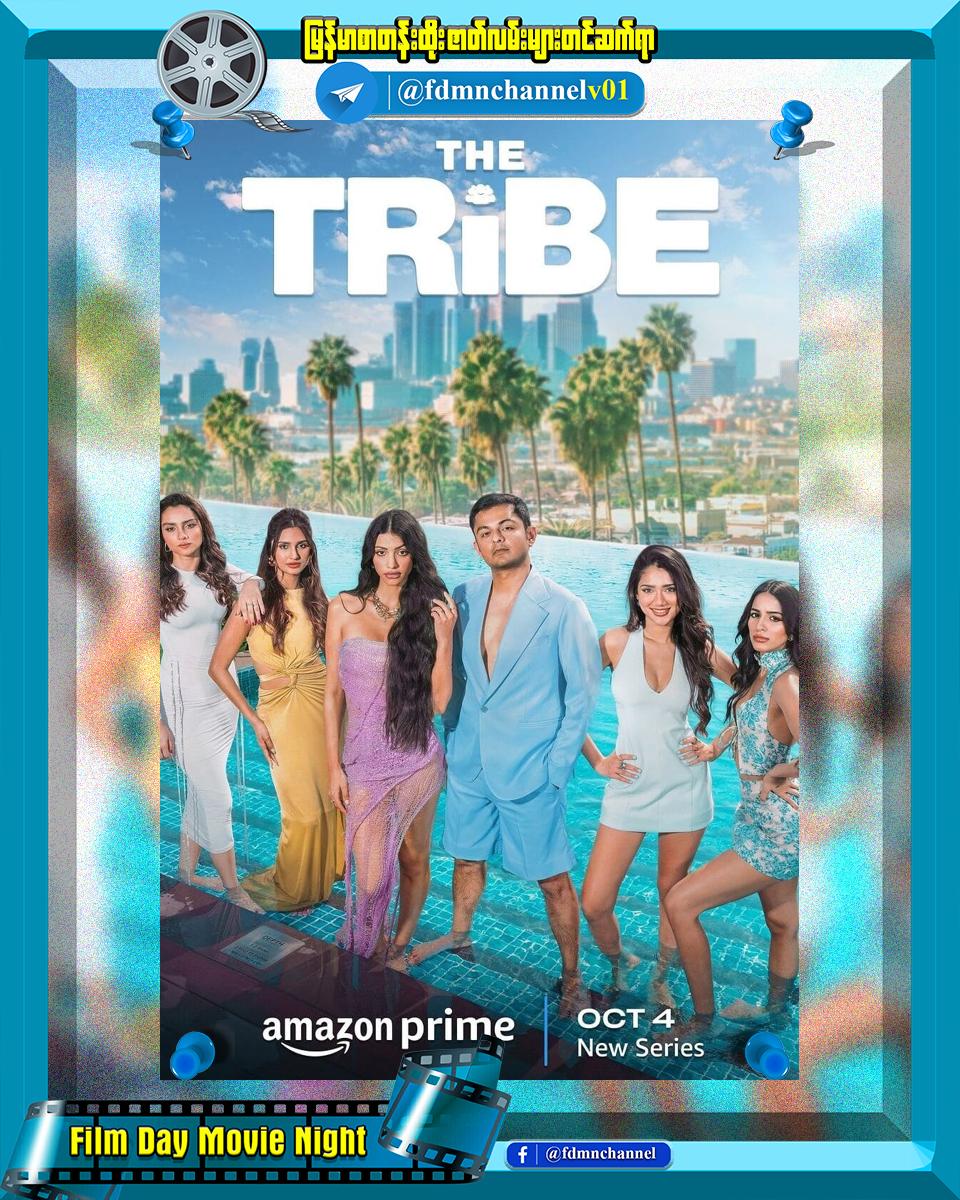 မြန်မာစာတန်းထိုးဇာတ်လမ်းများတင်ဆက်ရာ
@fdmnchannelv01
THE
TRiBE
amazon prime
OCT 4
New Series
Film Day Movie Night
@fdmnchannel